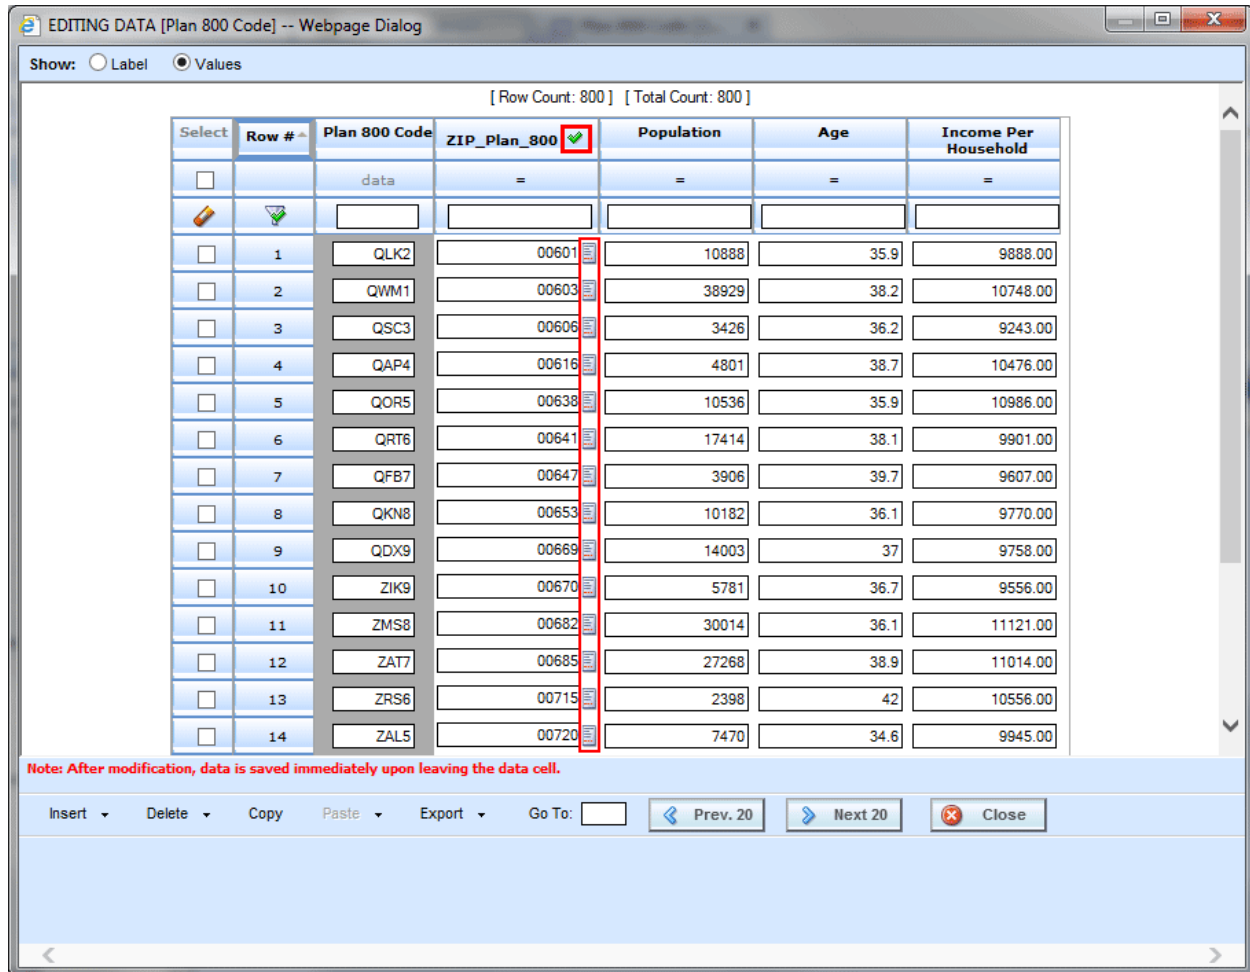 EDITING DATA [Plan 800 Code] -- Webpage Dialog
Show: Label Values
[ Row Count: 800 ] [ Total Count: 800 ]
Select Row # Plan 800 Code ZIP_Plan_800 Population Age Income Per Household
data = = = =
1 QLK2 00601 10888 35.9 9888.00
2 QWM1 00603 38929 38.2 10748.00
3 QSC3 00606 3426 36.2 9243.00
4 QAP4 00616 4801 38.7 10476.00
5 QOR5 00638 10536 35.9 10986.00
6 QRT6 00641 17414 38.1 9901.00
7 QFB7 00647 3906 39.7 9607.00
8 QKN8 00653 10182 36.1 9770.00
9 QDX9 00669 14003 37 9758.00
10 ZIK9 00670 5781 36.7 9556.00
11 ZMS8 00682 30014 36.1 11121.00
12 ZAT7 00685 27268 38.9 11014.00
13 ZRS6 00715 2398 42 10556.00
14 ZAL5 00720 7470 34.6 9945.00
Note: After modification, data is saved immediately upon leaving the data cell.
Insert Delete Copy Paste Export Go To: Prev. 20 Next 20 Close